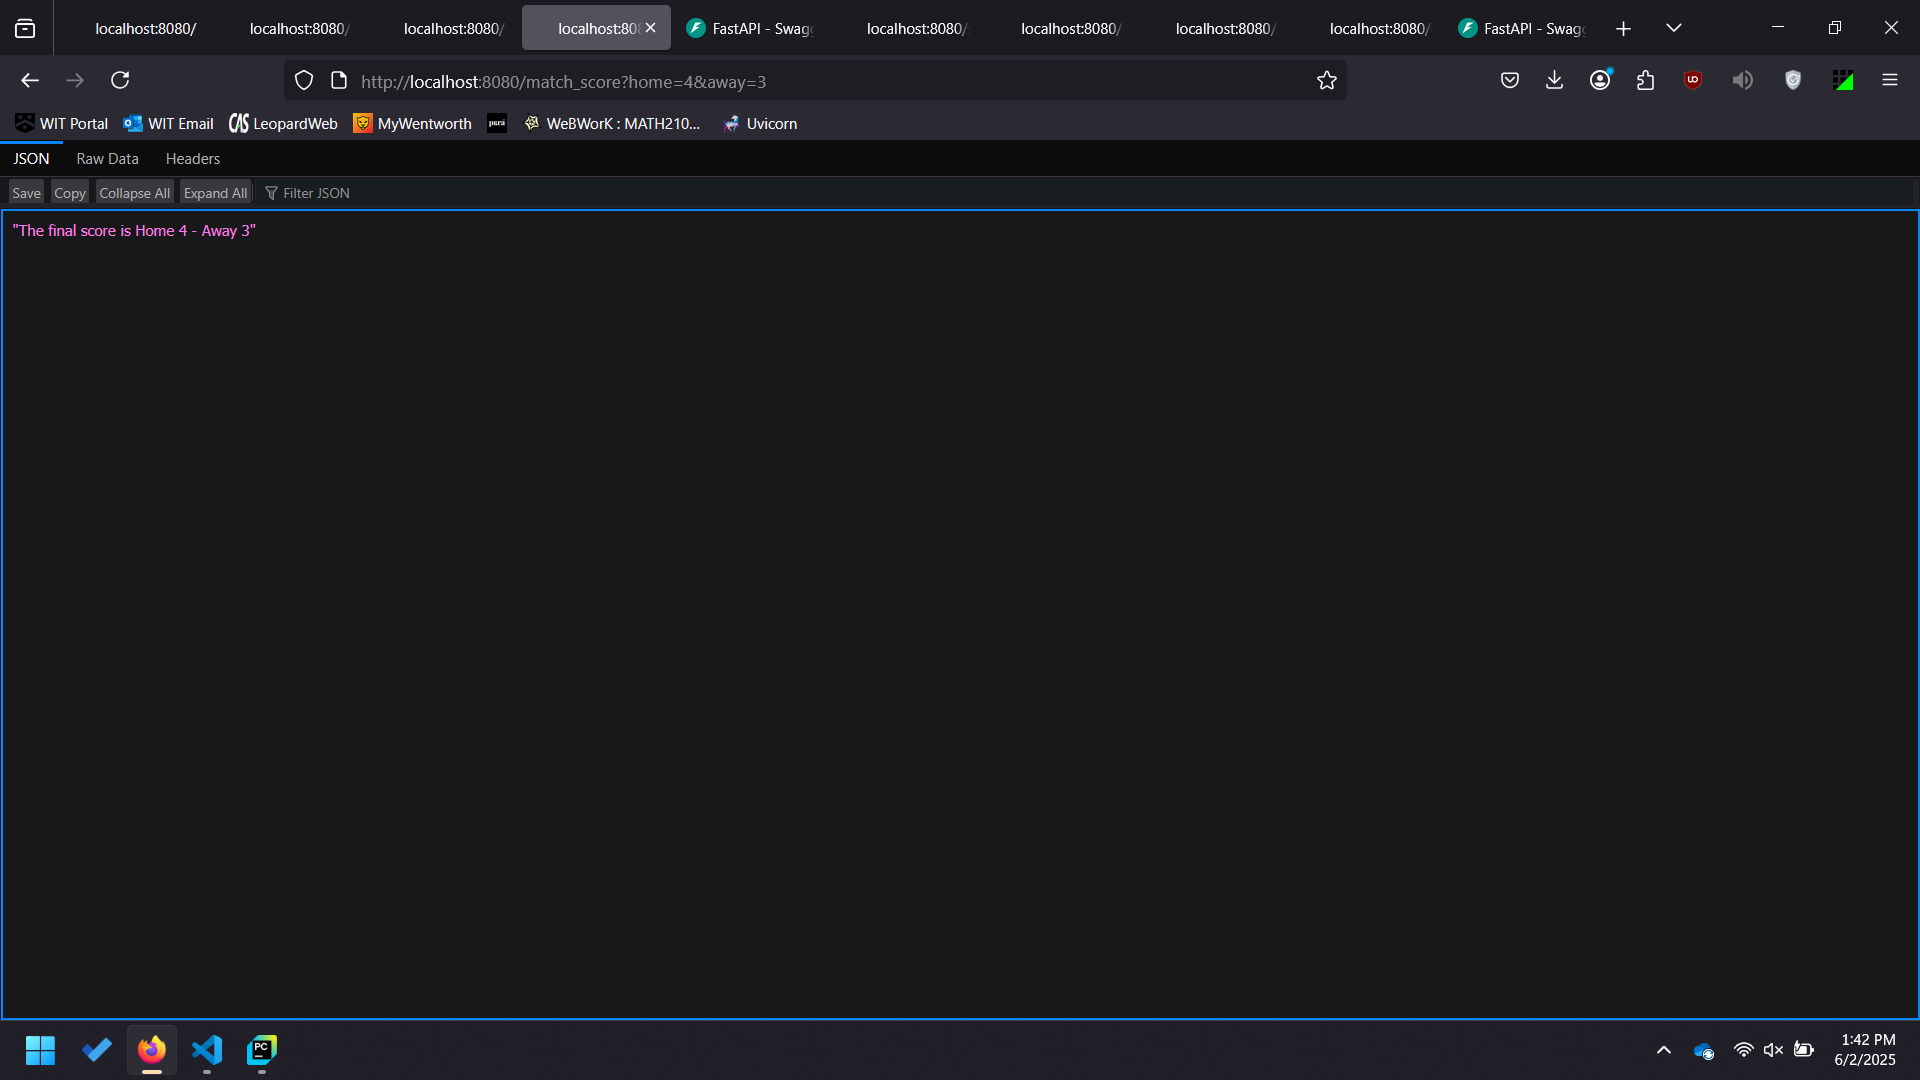 localhost:8080/ localhost:8080/ localhost:8080/ localhost:80 FastAPI - Swag localhost:8080/ localhost:8080/ localhost:8080/ localhost:8080/ FastAPI - Swag
http://localhost:8080/match_score?home=4&away=3
WIT Portal WIT Email CAS LeopardWeb MyWentworth WeBWorK : MATH210... Uvicorn
JSON Raw Data Headers
Save Copy Collapse All Expand All Filter JSON
"The final score is Home 4 - Away 3"
PC
1:42 PM
6/2/2025